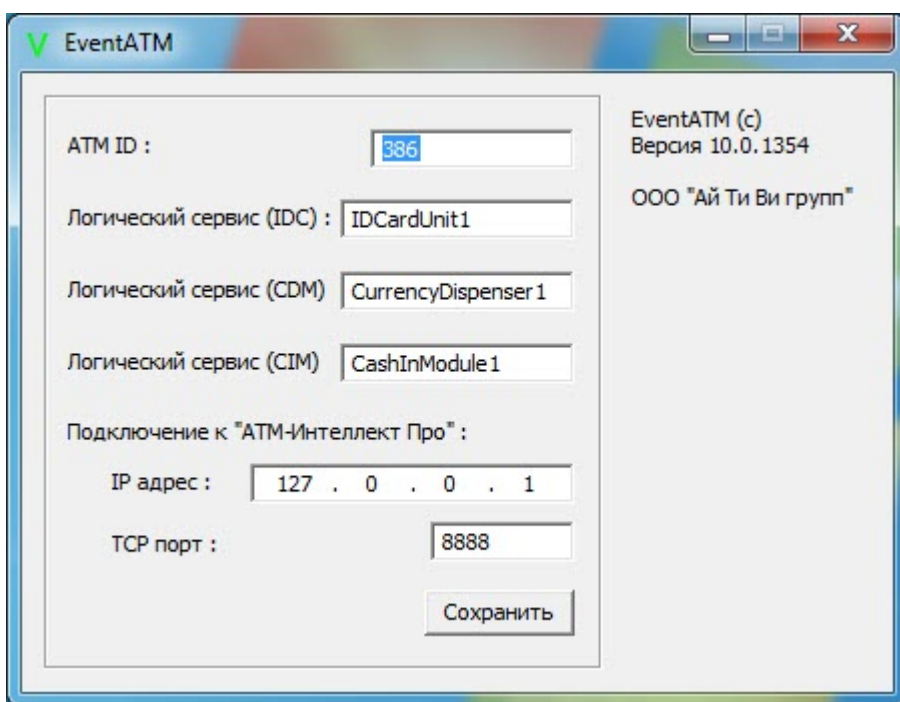 EventATM
ATM ID :
386
Логический сервис (IDC) :
IDCardUnit1
Логический сервис (CDM)
CurrencyDispenser1
Логический сервис (CIM)
CashInModule1
Подключение к "АТМ-Интеллект Про" :
IP адрес :
127 . 0 . 0 . 1
TCP порт :
8888
Сохранить
EventATM (c)
Версия 10.0.1354
ООО "Ай Ти Ви групп"